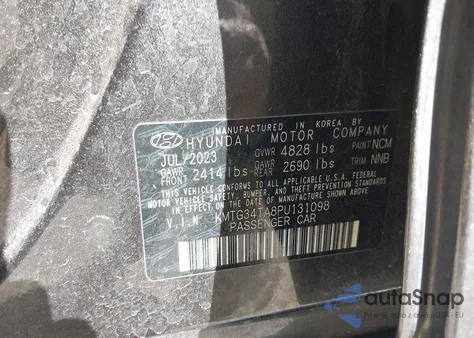 MANUFACTURED IN KOREA BY
HYUNDAI MOTOR COMPANY
JUL/2023 GVWR 4828 lbs PAINT NCM
GAWR FRONT 2414 lbs GAWR REAR 2690 lbs TRIM NNB
THIS VEHICLE CONFORMS TO ALL APPLICABLE U.S.A. FEDERAL
MOTOR VEHICLE SAFETY, BUMPER, AND THEFT PREVENTION STANDARDS
IN EFFECT ON THE DATE OF MANUFACTURE SHOWN ABOVE.
V.I.N: KMTG34TA8PU131098
PASSENGER CAR
autoSnap